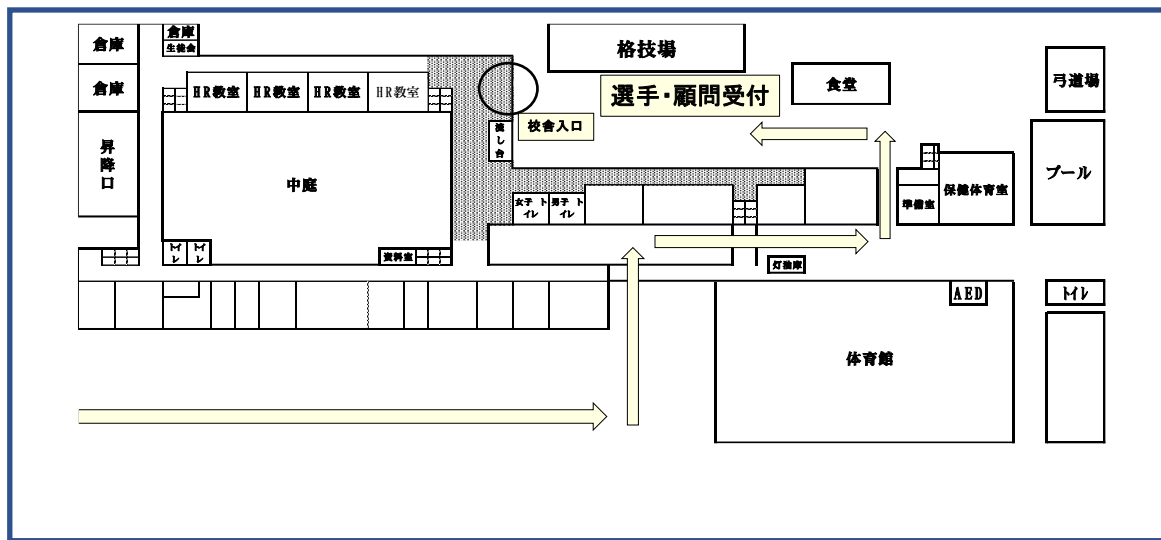 倉庫
倉庫
生徒会
格技場
倉庫
HR教室
HR教室
HR教室
HR教室
選手・顧問受付
食堂
弓道場
校舎入口
流し台
昇降口
中庭
プール
保健体育室
準備室
女子トイレ
男子トイレ
トイレ
トイレ
資料室
灯油庫
AED
トイレ
体育館